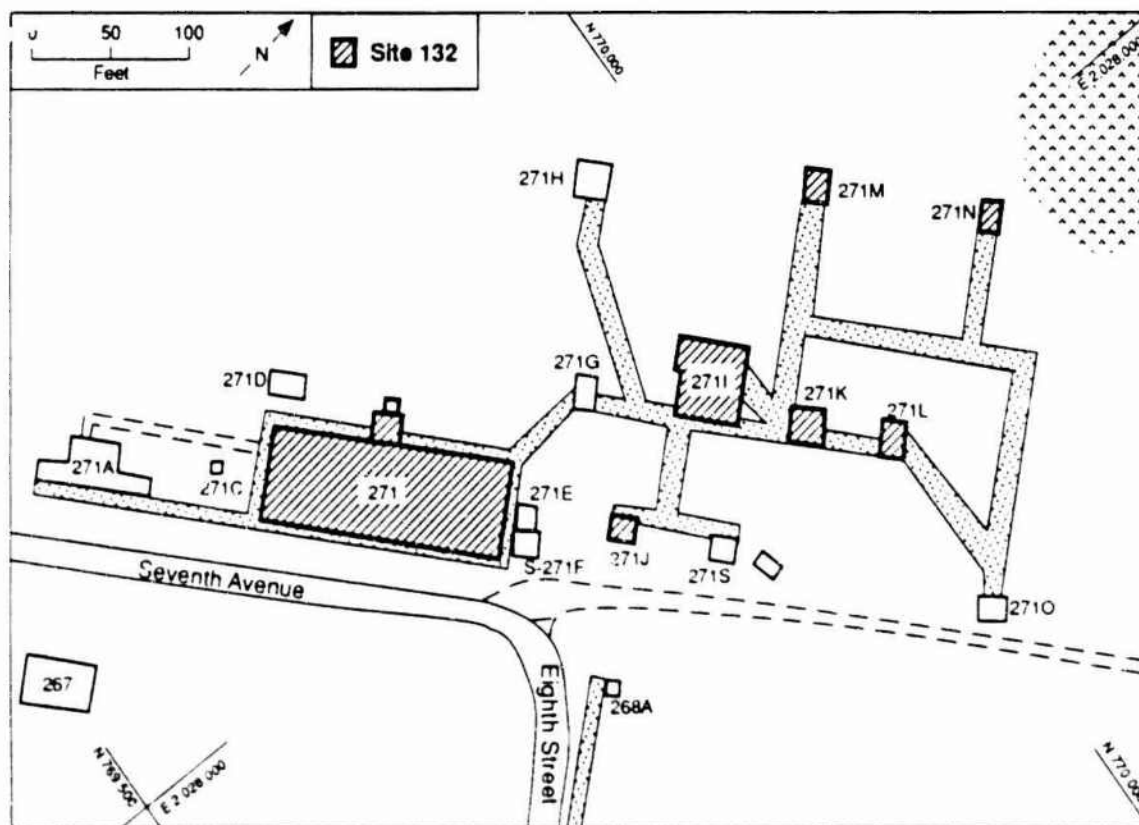 0 50 100
Feet
N
Site 132
N 770,000
E 2,028,000
271H
271M
271N
271G
271I
271D
271K
271L
271A
271C
271
271E
S-271F
271J
271S
271O
Seventh Avenue
Eighth Street
267
268A
N 769,500
E 2,028,000
N 770,000